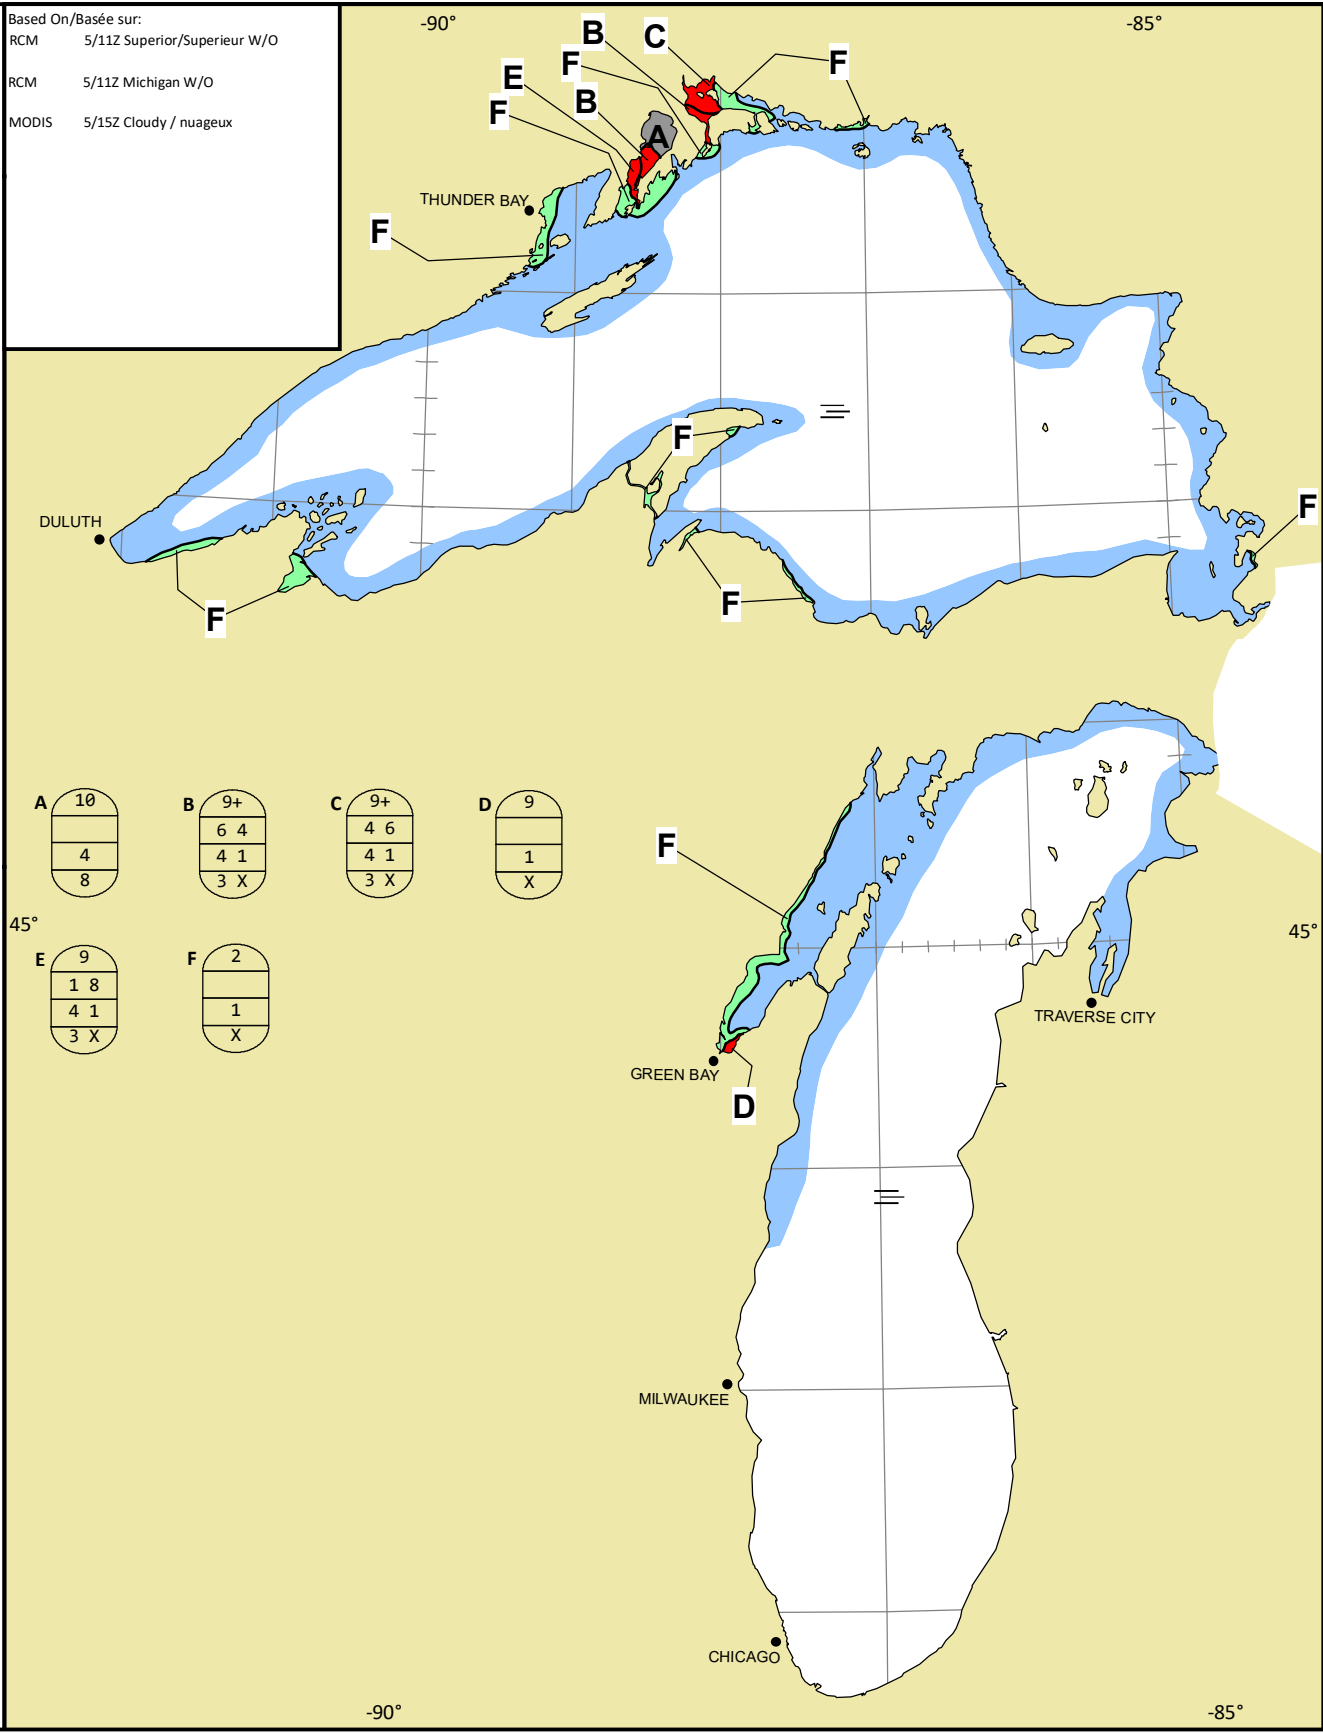 Based On/Basée sur:
RCM 5/11Z Superior/Superieur W/O
RCM 5/11Z Michigan W/O
MODIS 5/15Z Cloudy / nuageux
-90°
-85°
B
C
F
F
E
B
F
A
THUNDER BAY
F
F
DULUTH
F
F
F
A
10
4
8
B
9+
6 4
4 1
3 X
C
9+
4 6
4 1
3 X
D
9
1
X
F
45°
45°
E
9
1 8
4 1
3 X
F
2
1
X
TRAVERSE CITY
GREEN BAY
D
MILWAUKEE
CHICAGO
-90°
-85°